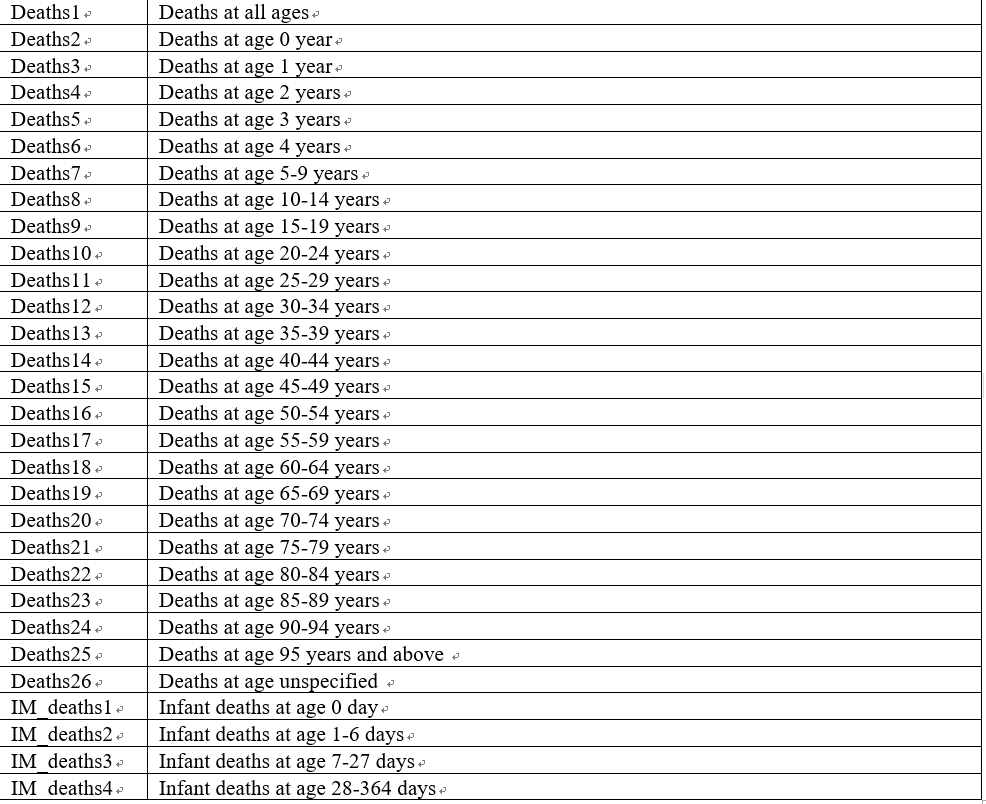 Deaths1 Deaths at all ages
Deaths2 Deaths at age 0 year
Deaths3 Deaths at age 1 year
Deaths4 Deaths at age 2 years
Deaths5 Deaths at age 3 years
Deaths6 Deaths at age 4 years
Deaths7 Deaths at age 5-9 years
Deaths8 Deaths at age 10-14 years
Deaths9 Deaths at age 15-19 years
Deaths10 Deaths at age 20-24 years
Deaths11 Deaths at age 25-29 years
Deaths12 Deaths at age 30-34 years
Deaths13 Deaths at age 35-39 years
Deaths14 Deaths at age 40-44 years
Deaths15 Deaths at age 45-49 years
Deaths16 Deaths at age 50-54 years
Deaths17 Deaths at age 55-59 years
Deaths18 Deaths at age 60-64 years
Deaths19 Deaths at age 65-69 years
Deaths20 Deaths at age 70-74 years
Deaths21 Deaths at age 75-79 years
Deaths22 Deaths at age 80-84 years
Deaths23 Deaths at age 85-89 years
Deaths24 Deaths at age 90-94 years
Deaths25 Deaths at age 95 years and above
Deaths26 Deaths at age unspecified
IM_deaths1 Infant deaths at age 0 day
IM_deaths2 Infant deaths at age 1-6 days
IM_deaths3 Infant deaths at age 7-27 days
IM_deaths4 Infant deaths at age 28-364 days